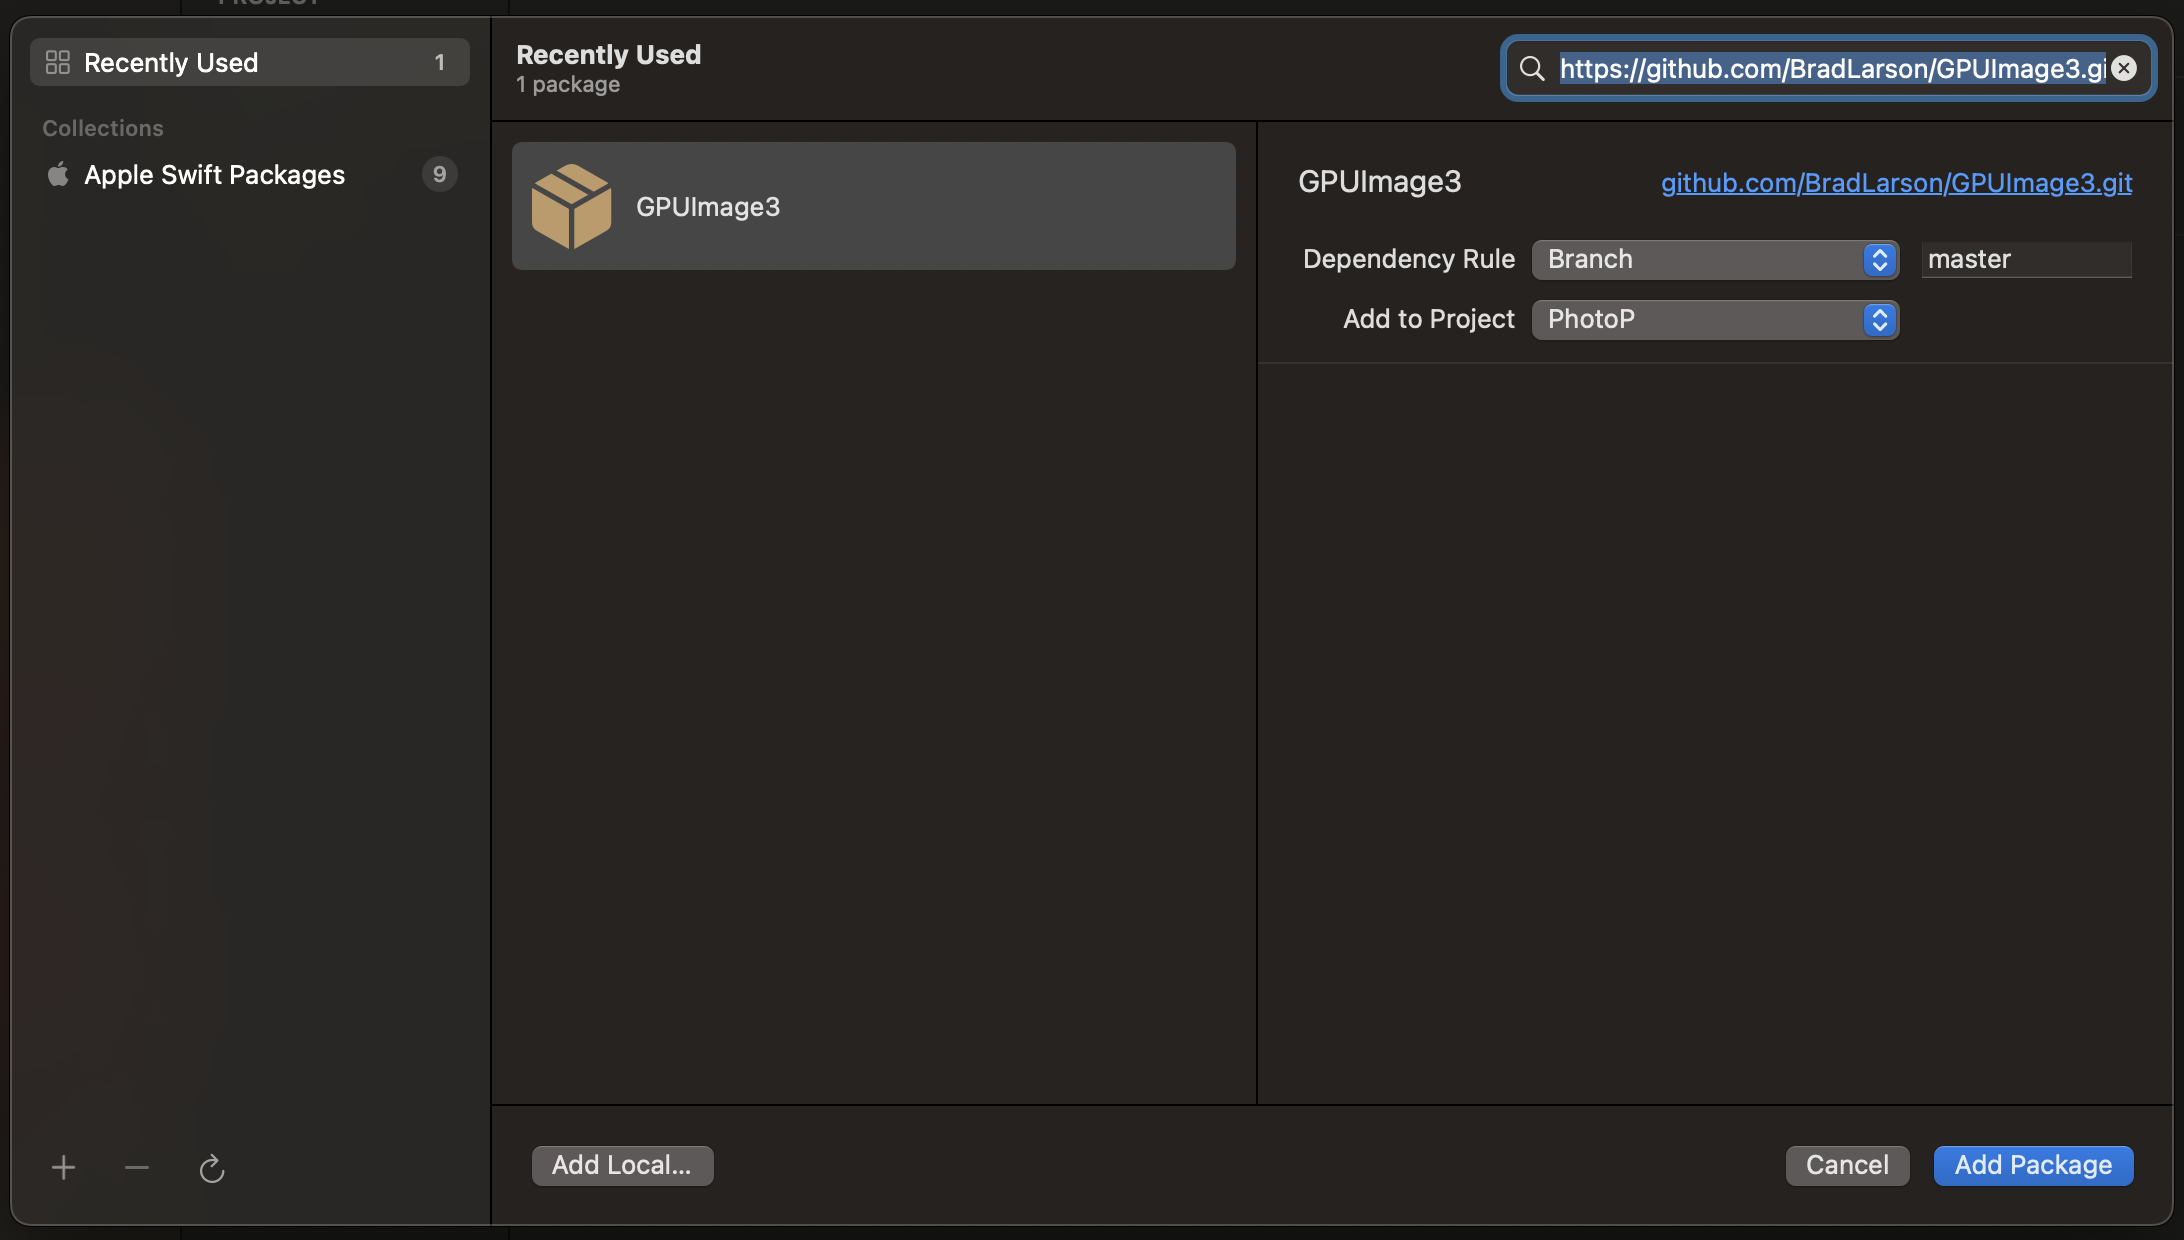 PROJECT
Recently Used 1
Collections
Apple Swift Packages 9
Recently Used
1 package
https://github.com/BradLarson/GPUImage3.gi
GPUImage3
GPUImage3 github.com/BradLarson/GPUImage3.git
Dependency Rule Branch master
Add to Project PhotoP
Add Local...
Cancel
Add Package